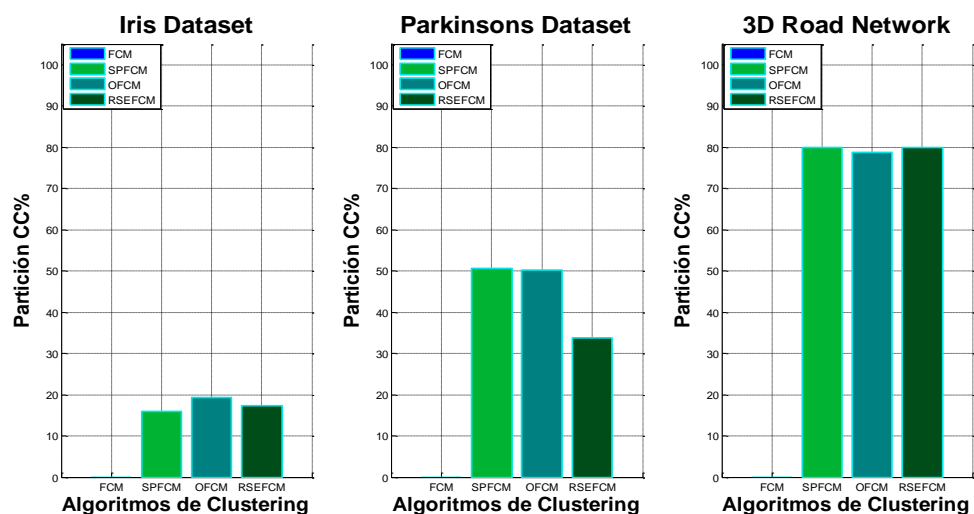 Iris Dataset
FCM
SPFCM
OFCM
RSEFCM
100
90
80
70
60
50
40
30
20
10
0
Partición CC%
FCM SPFCM OFCM RSEFCM
Algoritmos de Clustering
Parkinsons Dataset
FCM
SPFCM
OFCM
RSEFCM
100
90
80
70
60
50
40
30
20
10
0
Partición CC%
FCM SPFCM OFCM RSEFCM
Algoritmos de Clustering
3D Road Network
FCM
SPFCM
OFCM
RSEFCM
100
90
80
70
60
50
40
30
20
10
0
Partición CC%
FCM SPFCM OFCM RSEFCM
Algoritmos de Clustering